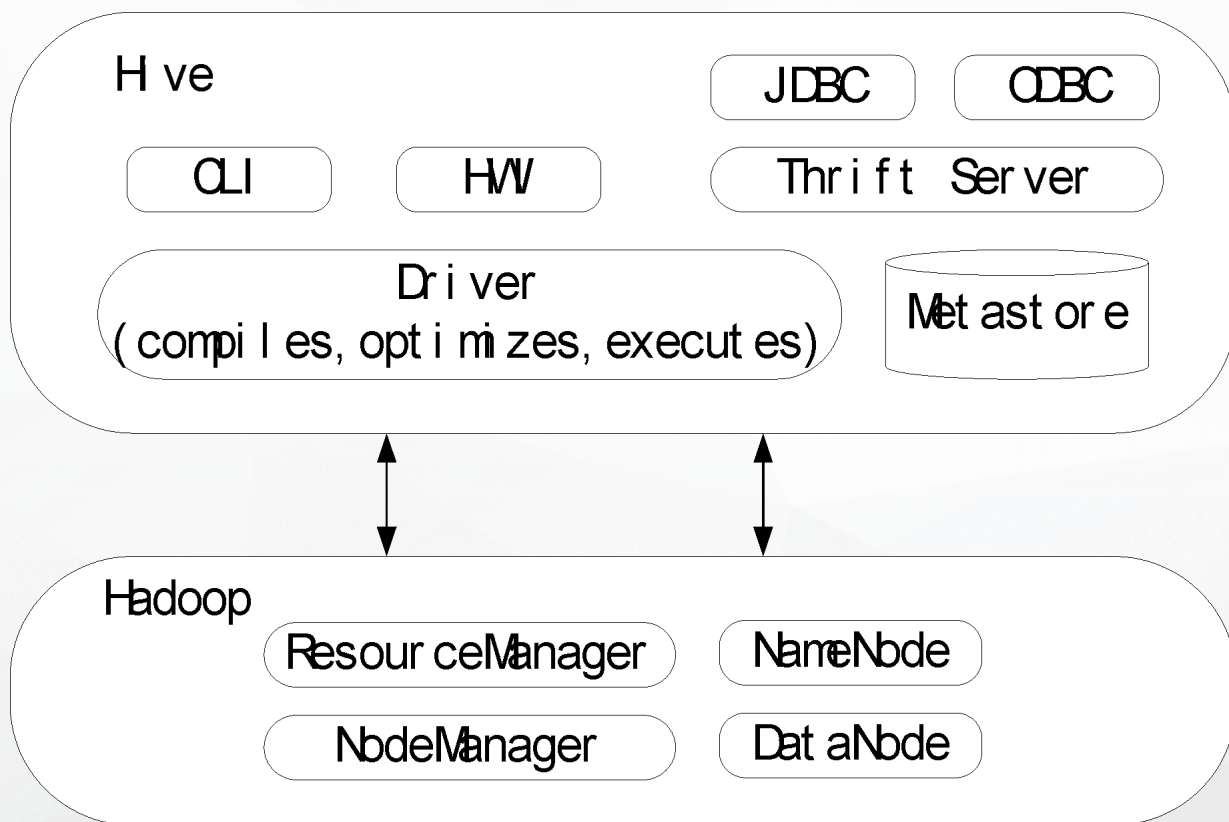 Hive
JDBC
ODBC
CLI
HWI
Thrift Server
Driver
(compiles, optimizes, executes)
Metastore
Hadoop
ResourceManager
NameNode
NodeManager
DataNode